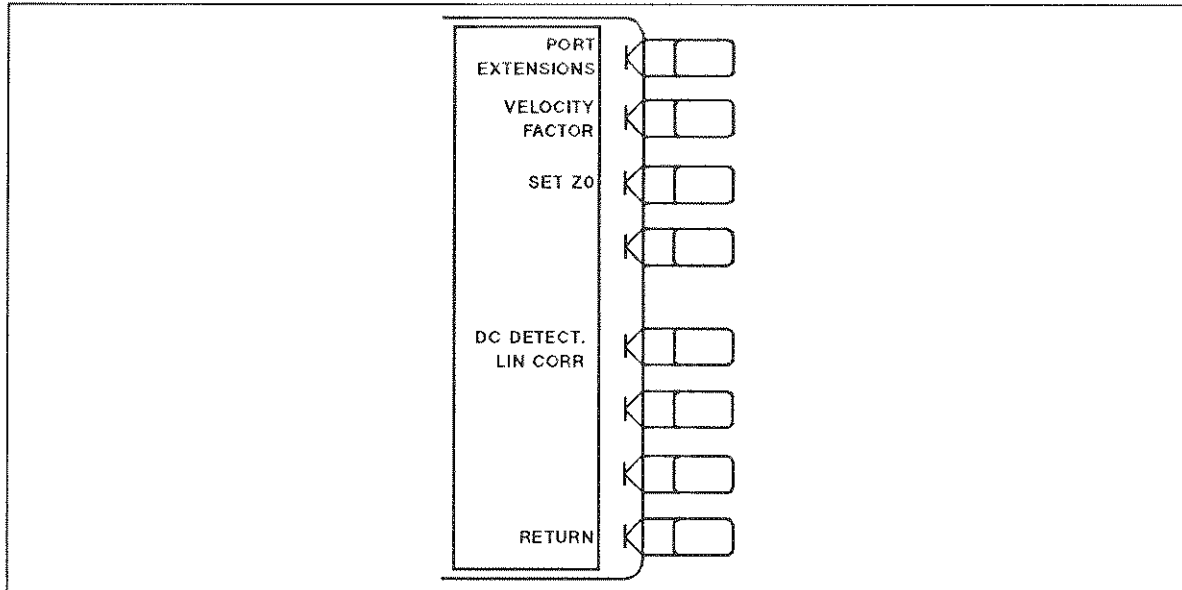 PORT
EXTENSIONS
VELOCITY
FACTOR
SET Z0
DC DETECT.
LIN CORR
RETURN